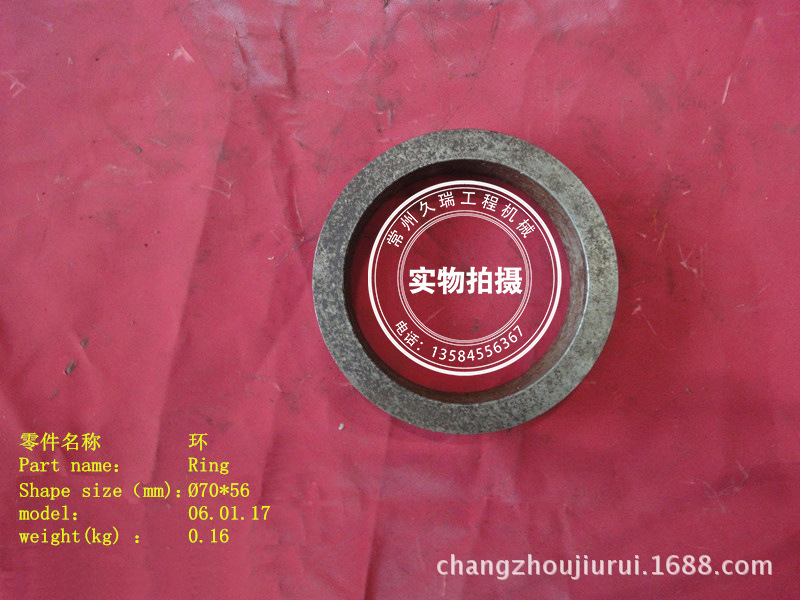 常州久瑞工程机械
实物拍摄
电话：13584556367
零件名称 环
Part name： Ring
Shape size（mm）：Ø70*56
model： 06.01.17
weight(kg) ： 0.16
changzhoujiurui.1688.com